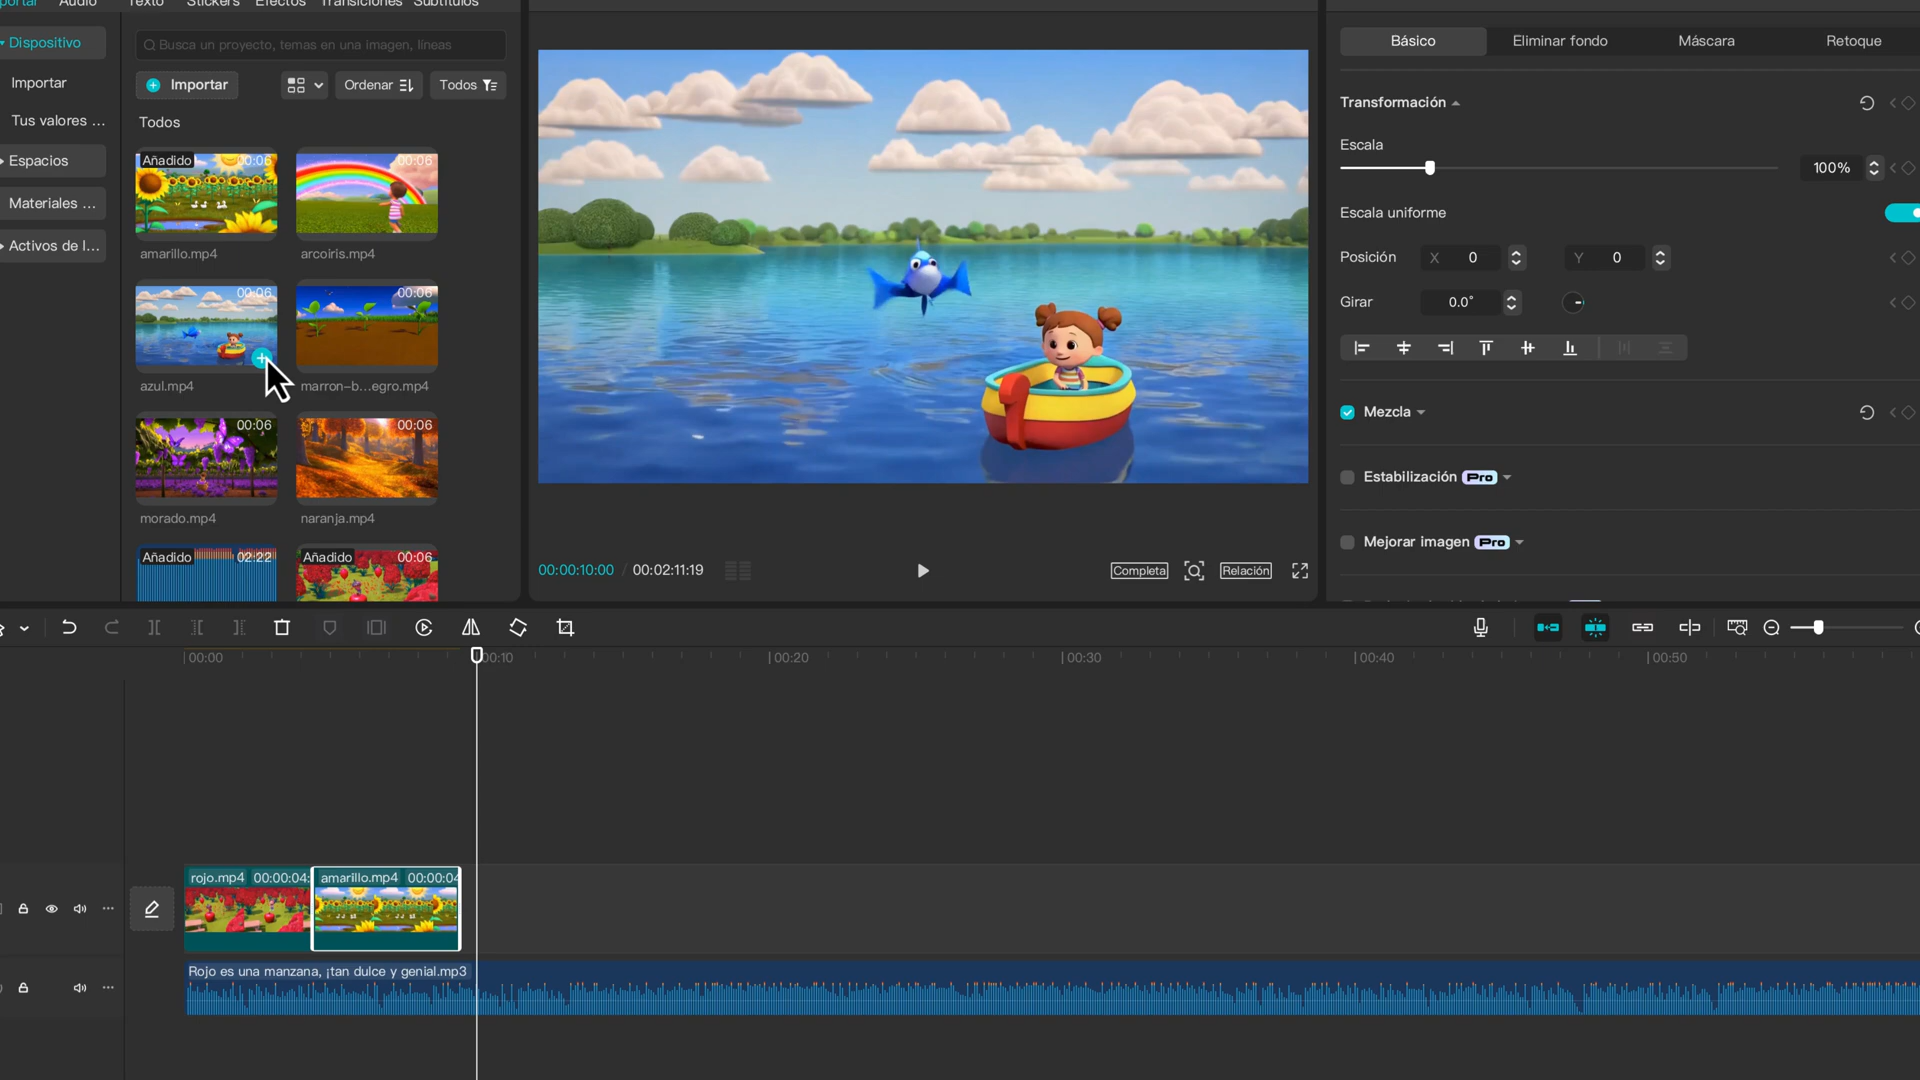 Audio
Texto
Stickers
Efectos
Transiciones
Subtítulos
Dispositivo
Importar
Tus valores ...
Espacios
Materiales ...
Activos de l...
Busca un proyecto, temas en una imagen, líneas
Importar
Ordenar
Todos
Todos
Añadido 00:06
amarillo.mp4
00:06
arcoiris.mp4
00:06
azul.mp4
00:06
marron-b...egro.mp4
00:06
morado.mp4
00:06
naranja.mp4
Añadido 02:22
Añadido 00:06
00:00:10:00 / 00:02:11:19
Completa
Relación
Básico
Eliminar fondo
Máscara
Retoque
Transformación
Escala
100%
Escala uniforme
Posición X 0 Y 0
Girar 0.0°
Mezcla
Estabilización Pro
Mejorar imagen Pro
00:00
00:10
00:20
00:30
00:40
00:50
rojo.mp4 00:00:04:
amarillo.mp4 00:00:04
Rojo es una manzana, ¡tan dulce y genial.mp3